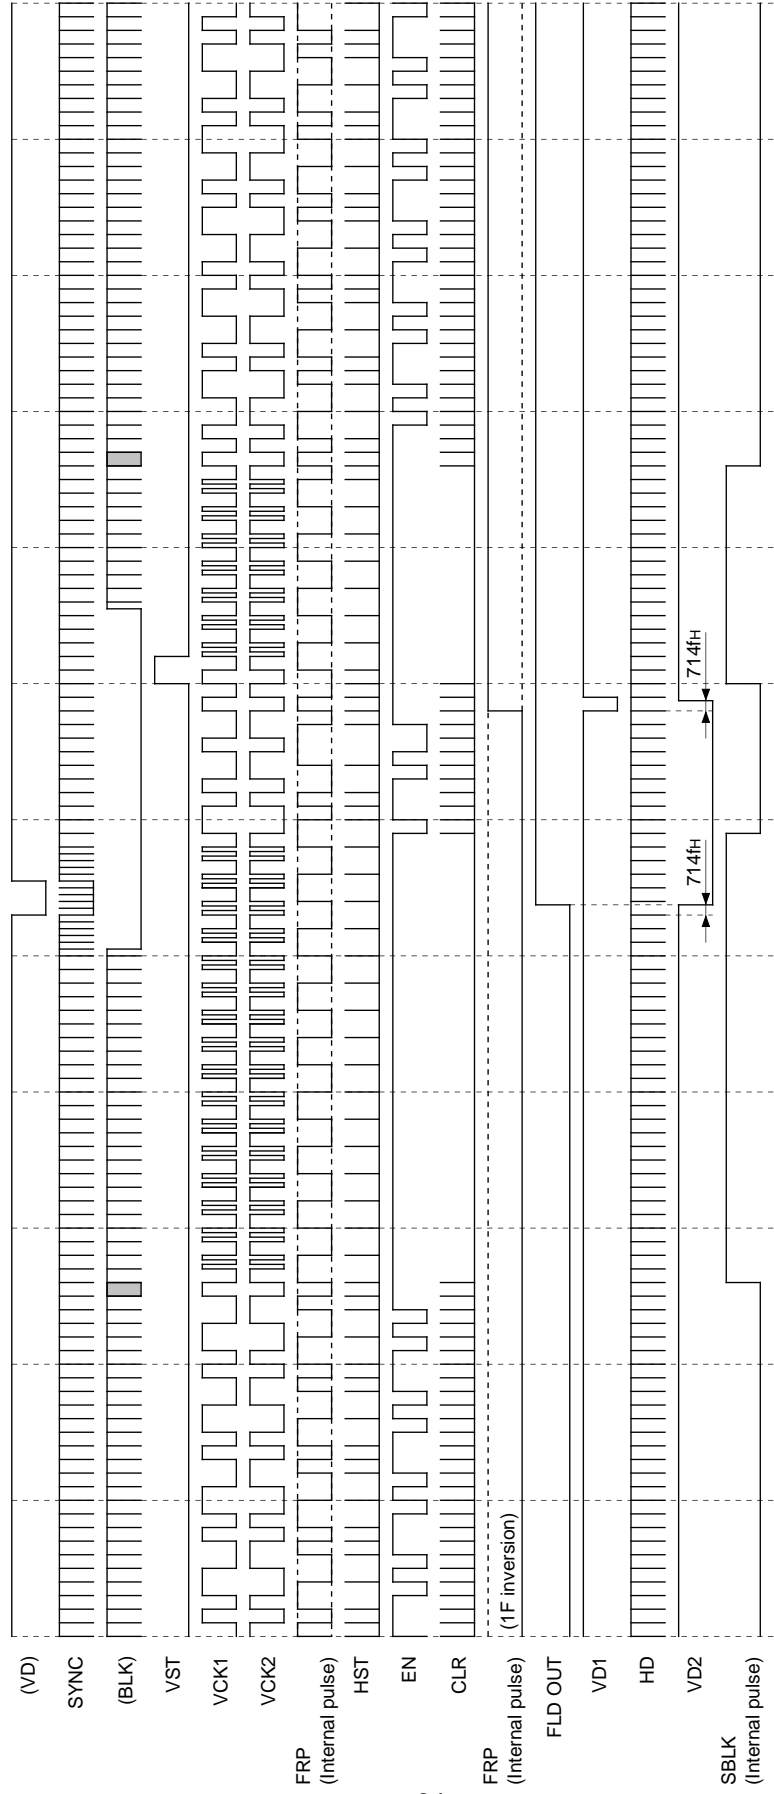 (VD)
SYNC
(BLK)
VST
VCK1
VCK2
FRP
(Internal pulse)
HST
EN
CLR
FRP
(Internal pulse)
(1F inversion)
FLD OUT
VD1
HD
VD2
714fH
714fH
SBLK
(Internal pulse)